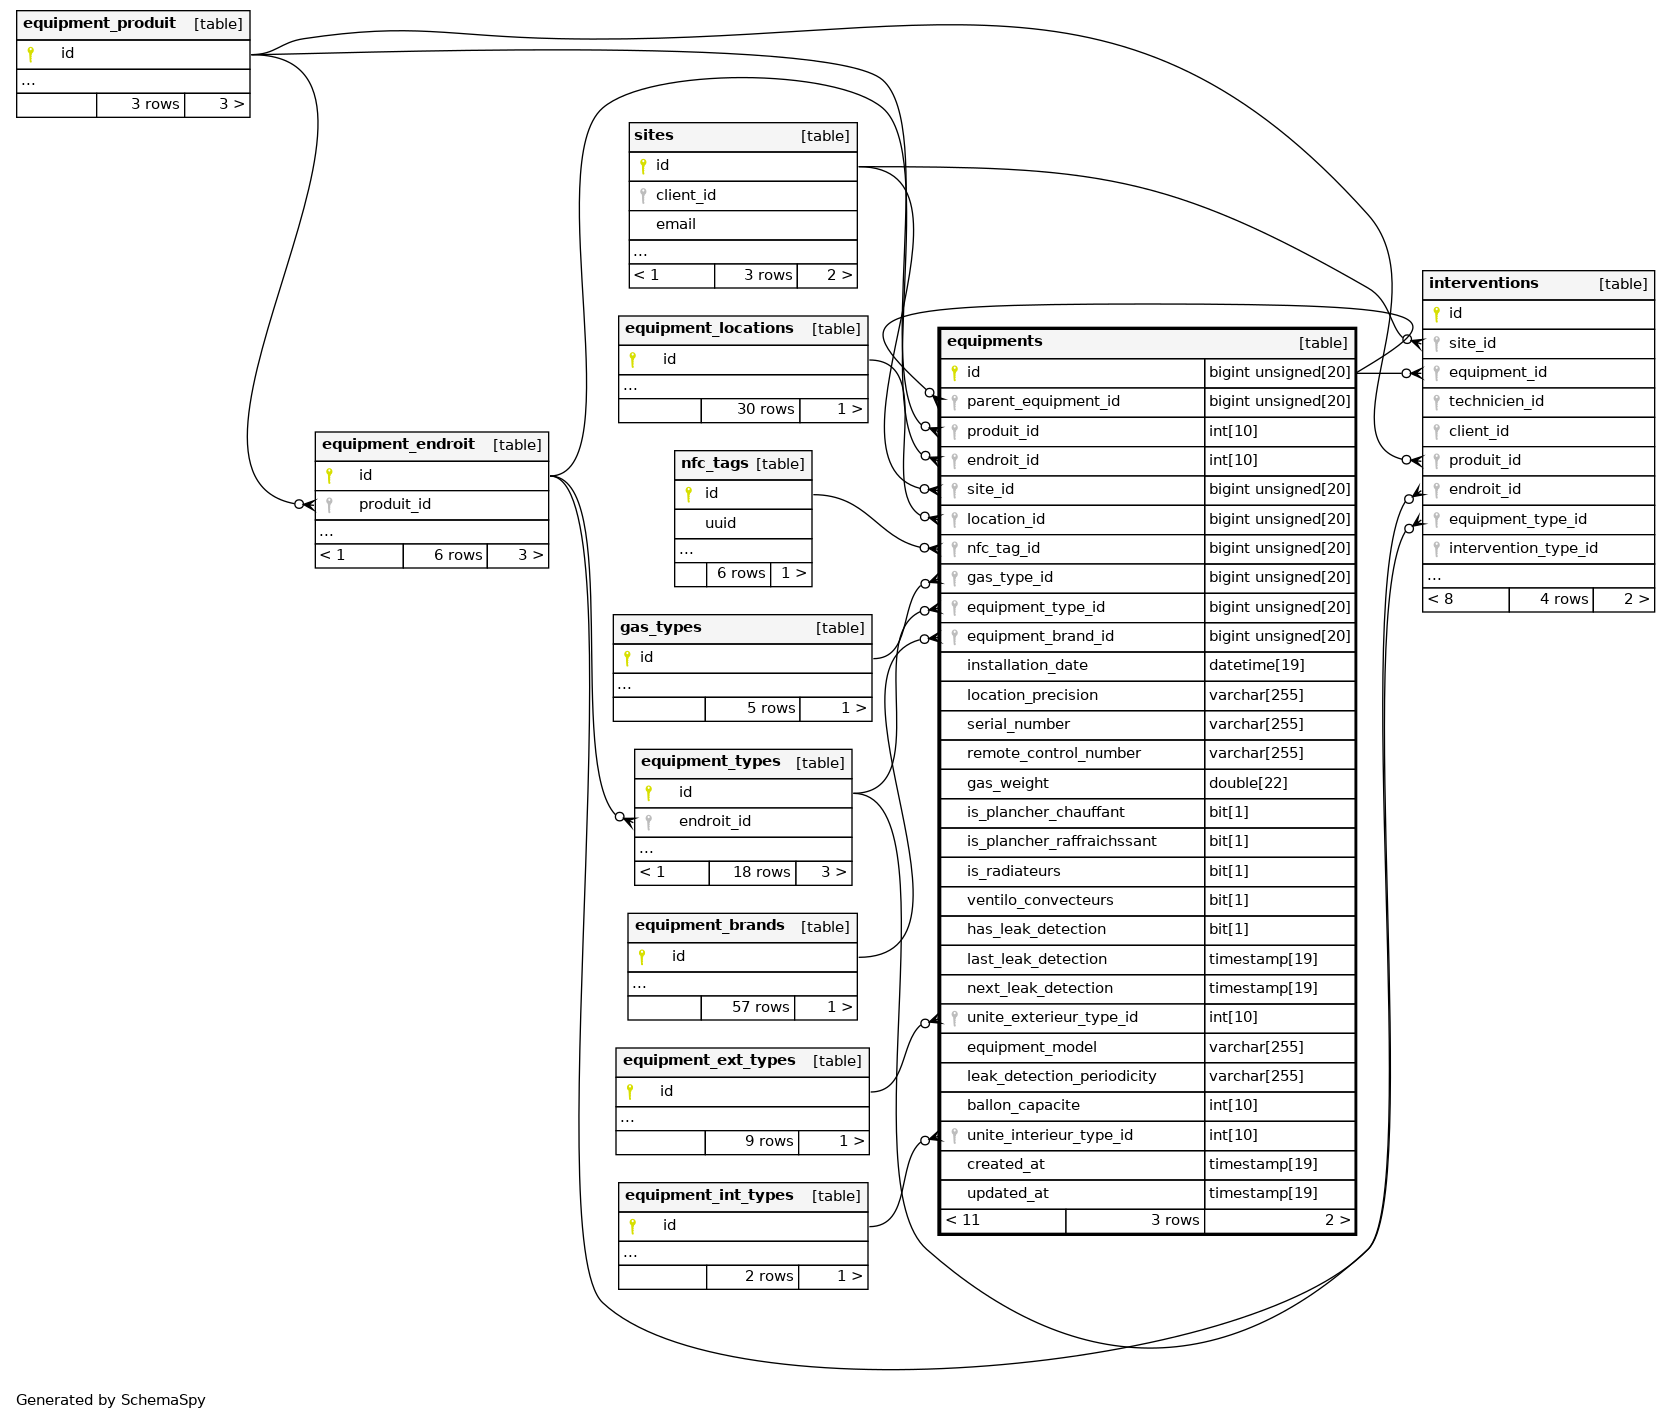 equipment_produit [table]
id
...
3 rows 3 >
sites [table]
id
client_id
email
...
< 1 3 rows 2 >
equipment_locations [table]
id
...
30 rows 1 >
equipment_endroit [table]
id
produit_id
...
< 1 6 rows 3 >
nfc_tags [table]
id
uuid
...
6 rows 1 >
gas_types [table]
id
...
5 rows 1 >
equipment_types [table]
id
endroit_id
...
< 1 18 rows 3 >
equipment_brands [table]
id
...
57 rows 1 >
equipment_ext_types [table]
id
...
9 rows 1 >
equipment_int_types [table]
id
...
2 rows 1 >
equipments [table]
id bigint unsigned[20]
parent_equipment_id bigint unsigned[20]
produit_id int[10]
endroit_id int[10]
site_id bigint unsigned[20]
location_id bigint unsigned[20]
nfc_tag_id bigint unsigned[20]
gas_type_id bigint unsigned[20]
equipment_type_id bigint unsigned[20]
equipment_brand_id bigint unsigned[20]
installation_date datetime[19]
location_precision varchar[255]
serial_number varchar[255]
remote_control_number varchar[255]
gas_weight double[22]
is_plancher_chauffant bit[1]
is_plancher_raffraichssant bit[1]
is_radiateurs bit[1]
ventilo_convecteurs bit[1]
has_leak_detection bit[1]
last_leak_detection timestamp[19]
next_leak_detection timestamp[19]
unite_exterieur_type_id int[10]
equipment_model varchar[255]
leak_detection_periodicity varchar[255]
ballon_capacite int[10]
unite_interieur_type_id int[10]
created_at timestamp[19]
updated_at timestamp[19]
< 11 3 rows 2 >
interventions [table]
id
site_id
equipment_id
technicien_id
client_id
produit_id
endroit_id
equipment_type_id
intervention_type_id
...
< 8 4 rows 2 >
Generated by SchemaSpy